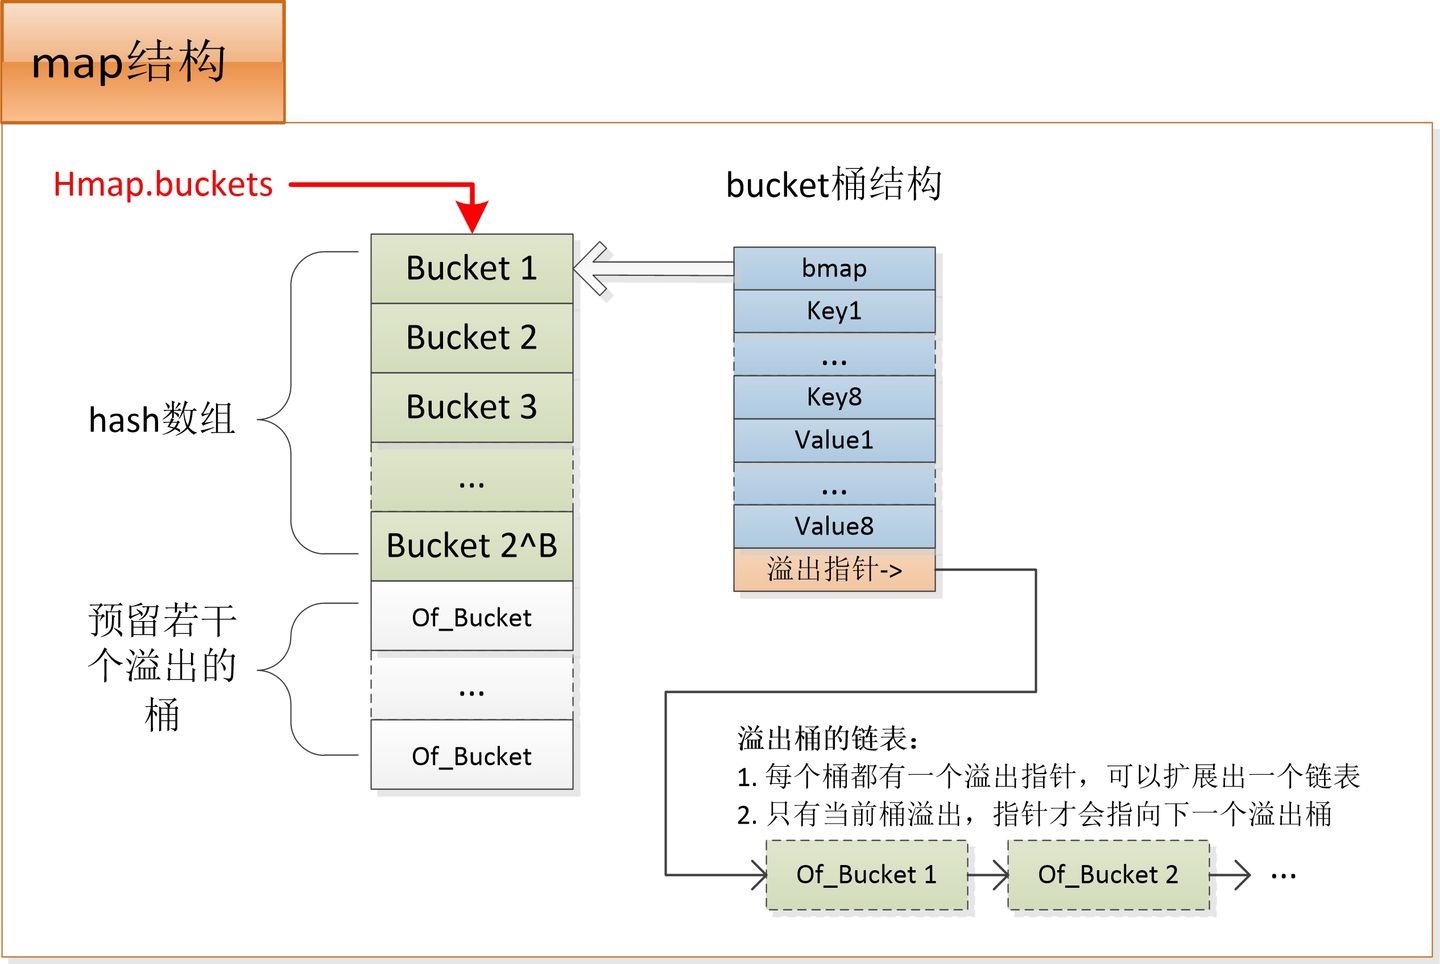 map结构
Hmap.buckets
hash数组
预留若干
个溢出的
桶
Bucket 1
Bucket 2
Bucket 3
...
Bucket 2^B
Of_Bucket
...
Of_Bucket
bucket桶结构
bmap
Key1
...
Key8
Value1
...
Value8
溢出指针->
溢出桶的链表：
1. 每个桶都有一个溢出指针，可以扩展出一个链表
2. 只有当前桶溢出，指针才会指向下一个溢出桶
Of_Bucket 1
Of_Bucket 2
...